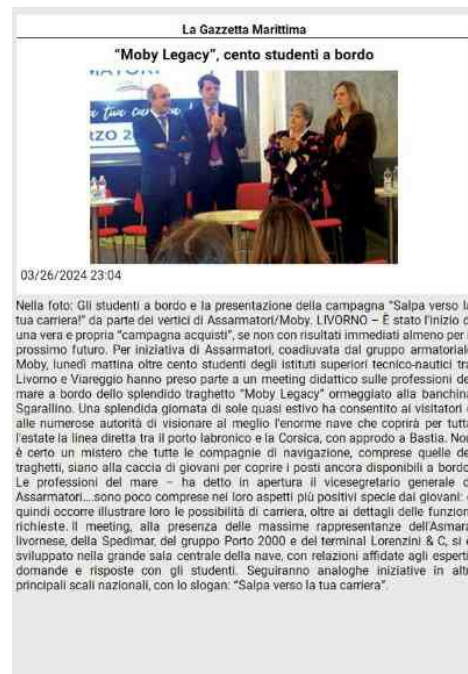 La Gazzetta Marittima
"Moby Legacy", cento studenti a bordo
MATORI
a tua carriera!
RZO 2
03/26/2024 23:04
Nella foto: Gli studenti a bordo e la presentazione della campagna "Salpa verso la
tua carriera!" da parte dei vertici di Assarmatori/Moby. LIVORNO – È stato l'inizio d
una vera e propria "campagna acquisti", se non con risultati immediati almeno per i
prossimo futuro. Per iniziativa di Assarmatori, coadiuvata dal gruppo armatoriale
Moby, lunedì mattina oltre cento studenti degli istituti superiori tecnico-nautici tra
Livorno e Viareggio hanno preso parte a un meeting didattico sulle professioni de
mare a bordo dello splendido traghetto "Moby Legacy" ormeggiato alla banchina
Sgarallino. Una splendida giornata di sole quasi estivo ha consentito ai visitatori
alle numerose autorità di visionare al meglio l'enorme nave che coprirà per tutta
l'estate la linea diretta tra il porto labronico e la Corsica, con approdo a Bastia. Non
è certo un mistero che tutte le compagnie di navigazione, comprese quelle de
traghetti, siano alla caccia di giovani per coprire i posti ancora disponibili a bordo
Le professioni del mare – ha detto in apertura il vicesegretario generale d
Assarmatori....sono poco comprese nei loro aspetti più positivi specie dai giovani:
quindi occorre illustrare loro le possibilità di carriera, oltre ai dettagli delle funzion
richieste. Il meeting, alla presenza delle massime rappresentanze dell'Asmara
livornese, della Spedimar, del gruppo Porto 2000 e del terminal Lorenzini & C, si è
sviluppato nella grande sala centrale della nave, con relazioni affidate agli esperti
domande e risposte con gli studenti. Seguiranno analoghe iniziative in altr
principali scali nazionali, con lo slogan: "Salpa verso la tua carriera".